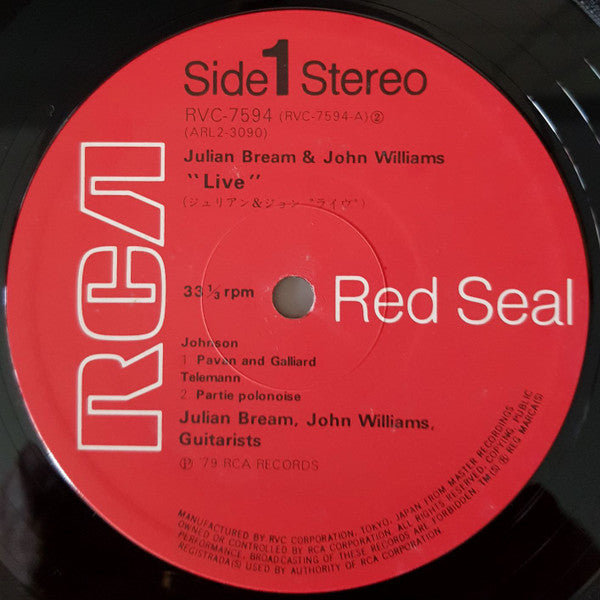 Side 1 Stereo
RVC-7594 (RVC-7594-A)②
(ARL2-3090)
Julian Bream & John Williams
"Live"
(ジュリアン&ジョン "ライヴ")
RCA
33 1/3 rpm
Red Seal
Johnson
1 Pavan and Galliard
Telemann
2 Partie polonoise
Julian Bream, John Williams,
Guitarists
Ⓟ '79 RCA RECORDS
MANUFACTURED BY RVC CORPORATION, TOKYO, JAPAN FROM MASTER RECORDINGS
OWNED OR CONTROLLED BY RCA CORPORATION. ALL RIGHTS RESERVED, COPYING, PUBLIC
PERFORMANCE, BROADCASTING OF THESE RECORDS ARE FORBIDDEN. TM(S) ® REG MARCA(S)
REGISTRADA(S) USED BY AUTHORITY OF RCA CORPORATION.